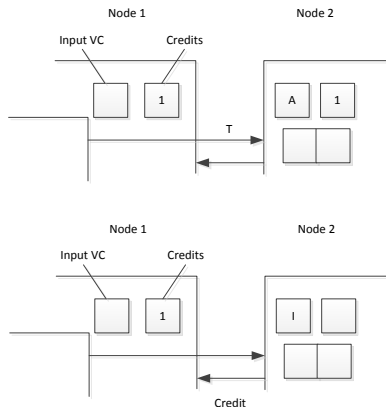 Node 1 Node 2
Input VC Credits
1 A 1
T
Node 1 Node 2
Input VC Credits
1 I
Credit